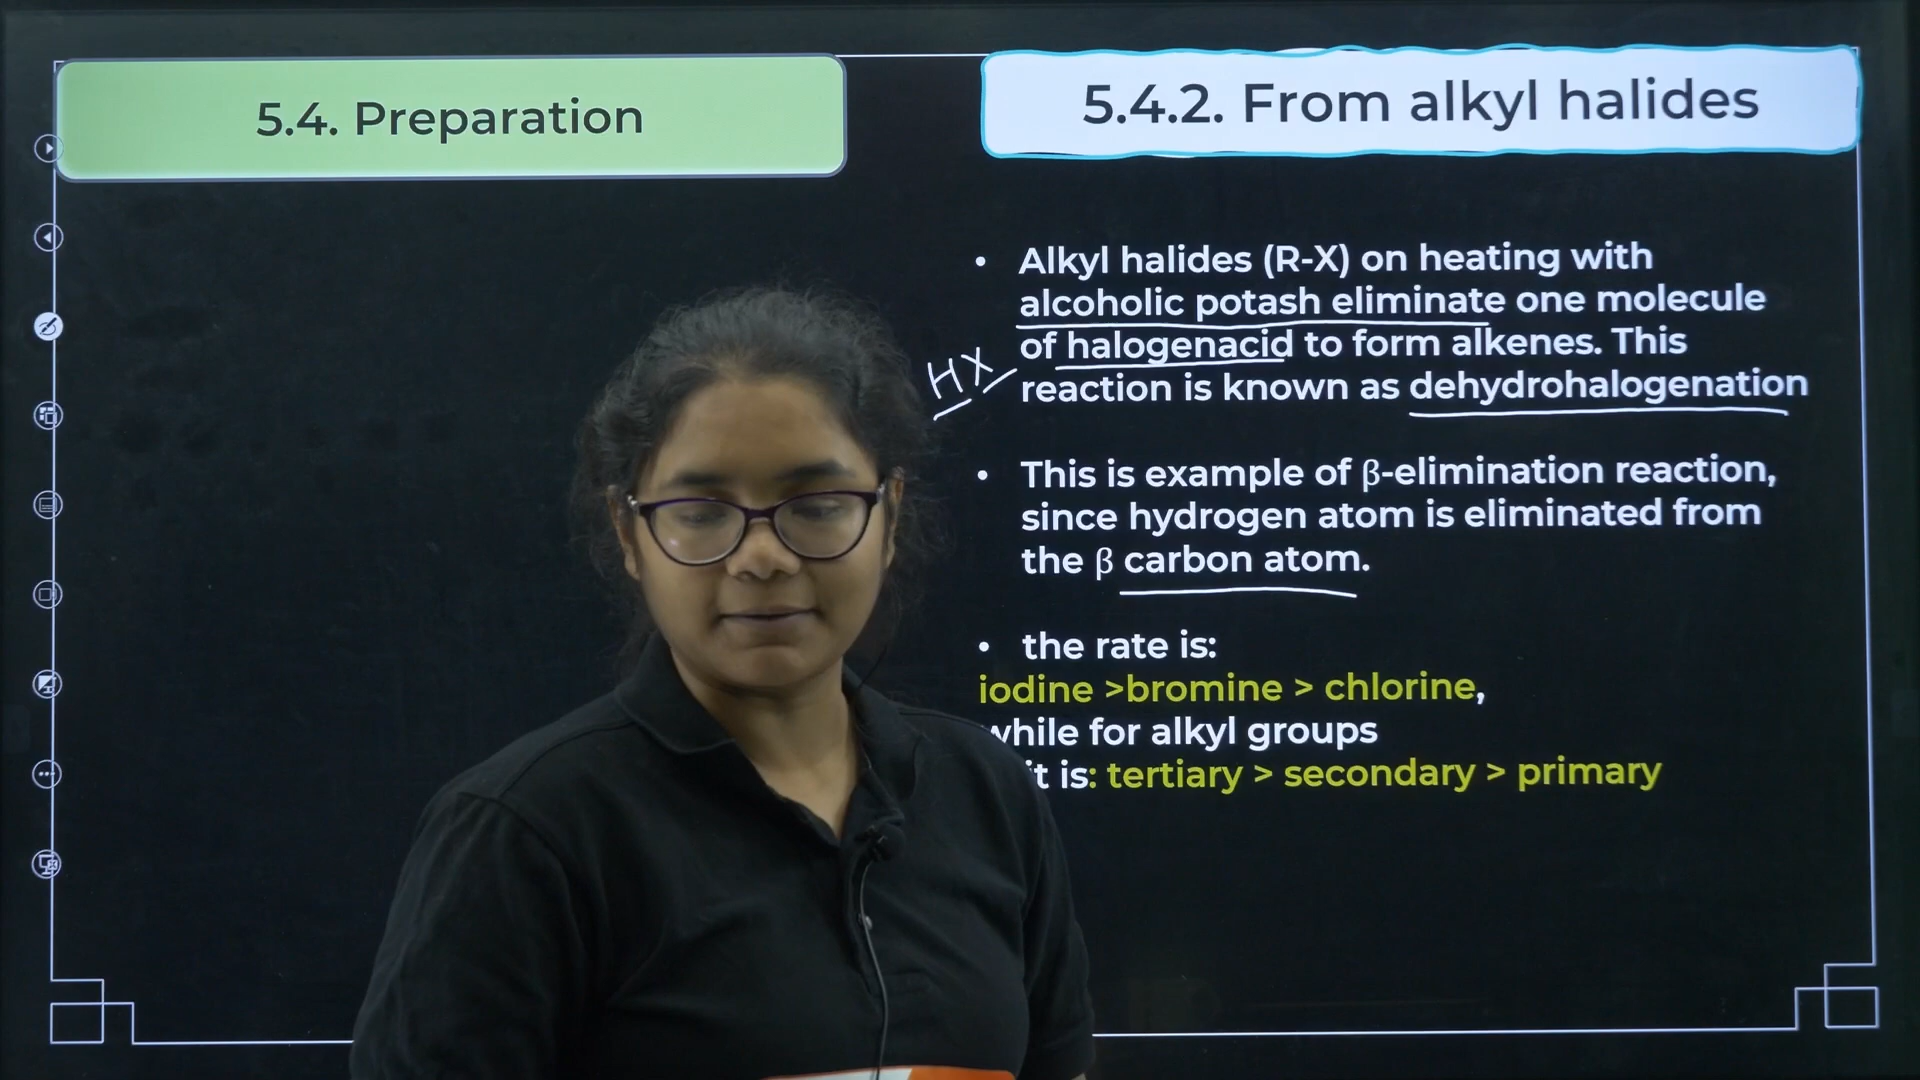 5.4. Preparation
5.4.2. From alkyl halides
• Alkyl halides (R-X) on heating with
alcoholic potash eliminate one molecule
of halogenacid to form alkenes. This
HX
reaction is known as dehydrohalogenation
• This is example of β-elimination reaction,
since hydrogen atom is eliminated from
the β carbon atom.
• the rate is:
iodine >bromine > chlorine,
while for alkyl groups
it is: tertiary > secondary > primary